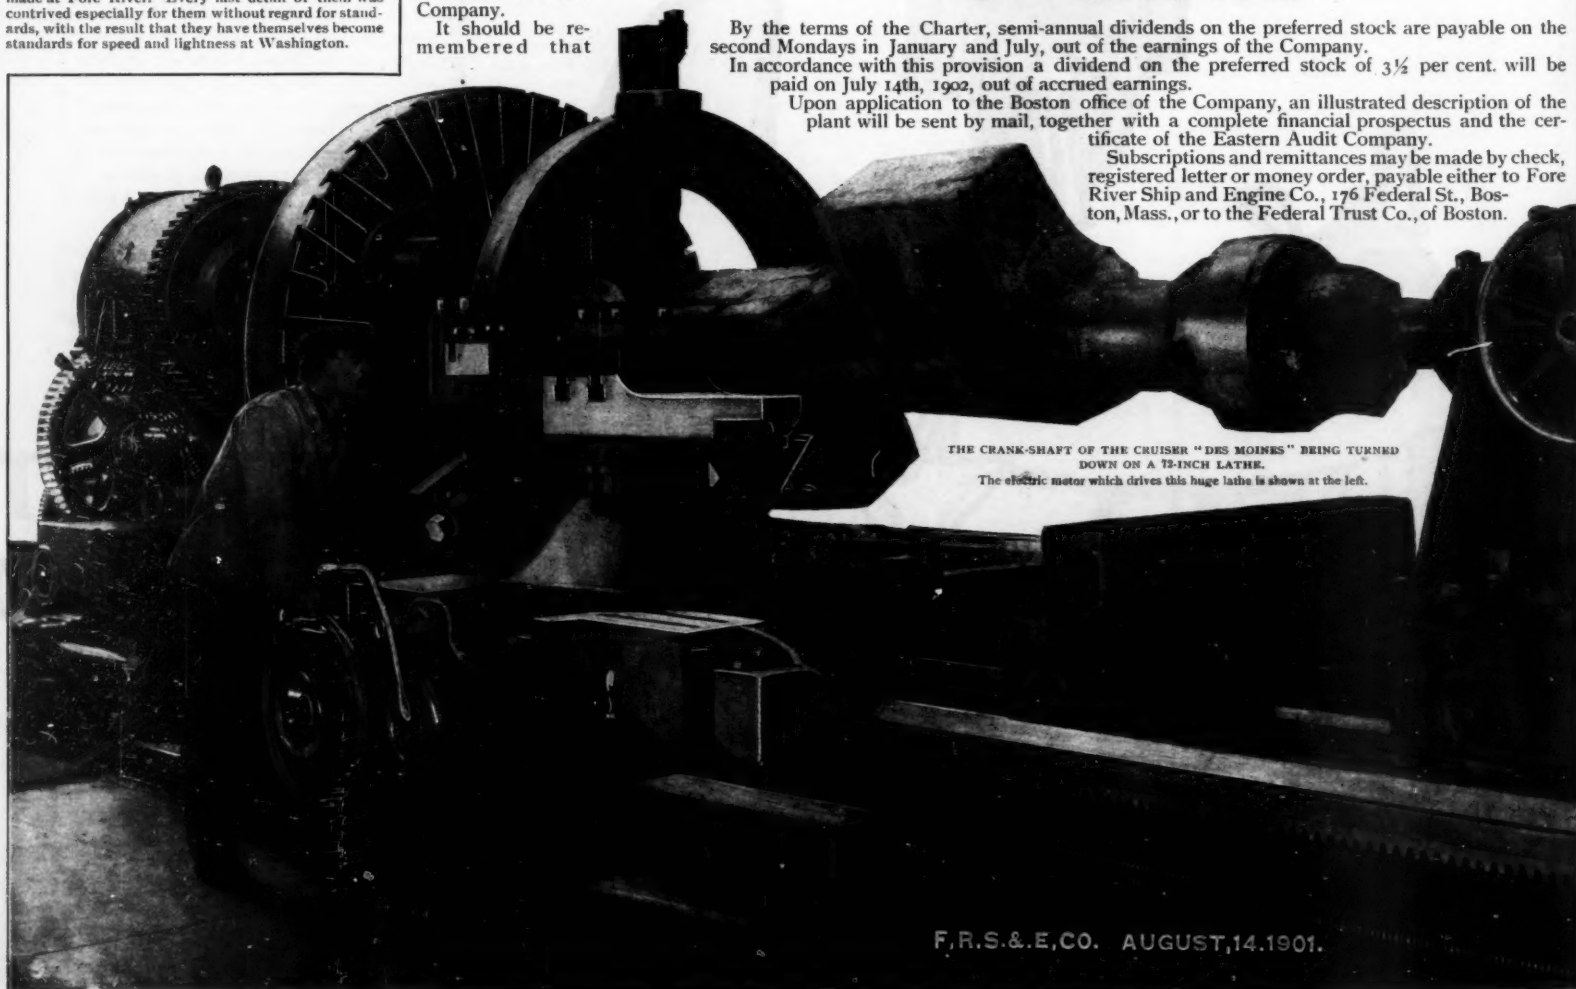 made at Fore River. Every last detail of them was
contrived especially for them without regard for stand-
ards, with the result that they have themselves become
standards for speed and lightness at Washington.
Company.
It should be re-
membered that
By the terms of the Charter, semi-annual dividends on the preferred stock are payable on the
second Mondays in January and July, out of the earnings of the Company.
In accordance with this provision a dividend on the preferred stock of 3½ per cent. will be
paid on July 14th, 1902, out of accrued earnings.
Upon application to the Boston office of the Company, an illustrated description of the
plant will be sent by mail, together with a complete financial prospectus and the cer-
tificate of the Eastern Audit Company.
Subscriptions and remittances may be made by check,
registered letter or money order, payable either to Fore
River Ship and Engine Co., 176 Federal St., Bos-
ton, Mass., or to the Federal Trust Co., of Boston.
THE CRANK-SHAFT OF THE CRUISER "DES MOINES" BEING TURNED
DOWN ON A 72-INCH LATHE.
The electric motor which drives this huge lathe is shown at the left.
F.R.S.&.E,CO. AUGUST,14.1901.